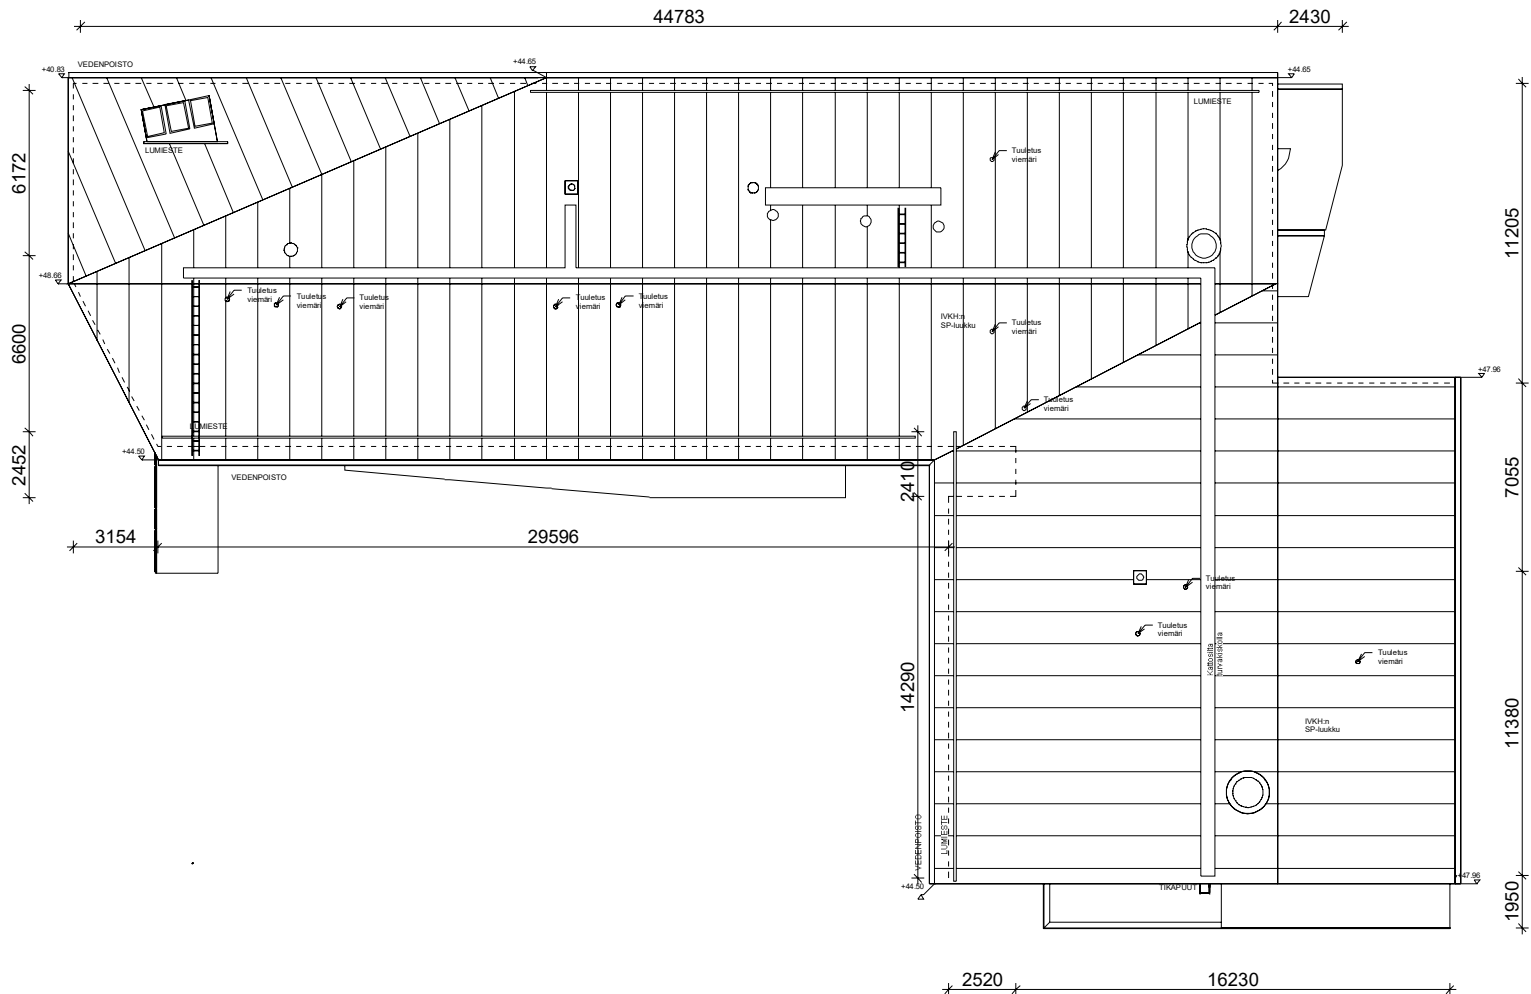 44783
2430
VEDENPOISTO
+40.83
+44.65
+44.65
LUMIESTE
LUMIESTE
Tuuletus
viemäri
6172
11205
+48.66
Tuuletus
viemäri
Tuuletus
viemäri
Tuuletus
viemäri
Tuuletus
viemäri
Tuuletus
viemäri
IVKH:n
SP-luukku
Tuuletus
viemäri
6600
+47.96
Tuuletus
viemäri
LUMIESTE
+44.50
2452
VEDENPOISTO
2410
7055
3154
29596
Tuuletus
viemäri
Tuuletus
viemäri
Kattosilta
turvakiskolla
Tuuletus
viemäri
14290
IVKH:n
SP-luukku
11380
VEDENPOISTO
LUMIESTE
+44.50
TIKAPUUT
+47.96
1950
2520
16230